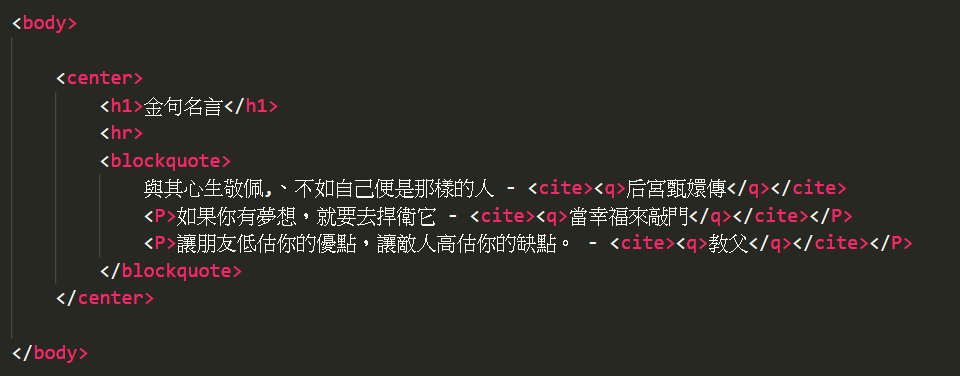 <body>
<center>
<h1>金句名言</h1>
<hr>
<blockquote>
與其心生敬佩,、不如自己便是那樣的人 - <cite><q>后宮甄嬛傳</q></cite>
<P>如果你有夢想，就要去捍衛它 - <cite><q>當幸福來敲門</q></cite></P>
<P>讓朋友低估你的優點，讓敵人高估你的缺點。 - <cite><q>教父</q></cite></P>
</blockquote>
</center>
</body>